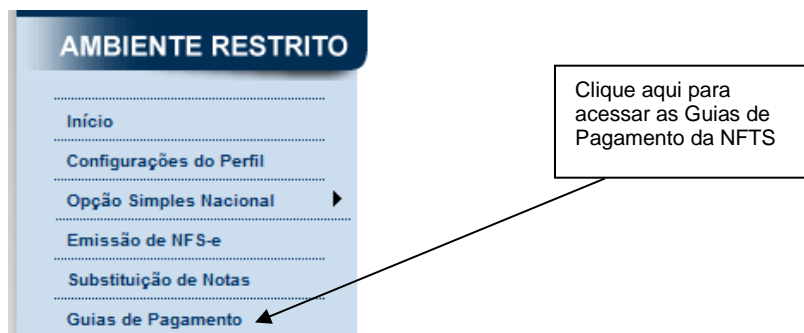 AMBIENTE RESTRITO
Início
Configurações do Perfil
Opção Simples Nacional
Emissão de NFS-e
Substituição de Notas
Guias de Pagamento
Clique aqui para
acessar as Guias de
Pagamento da NFTS